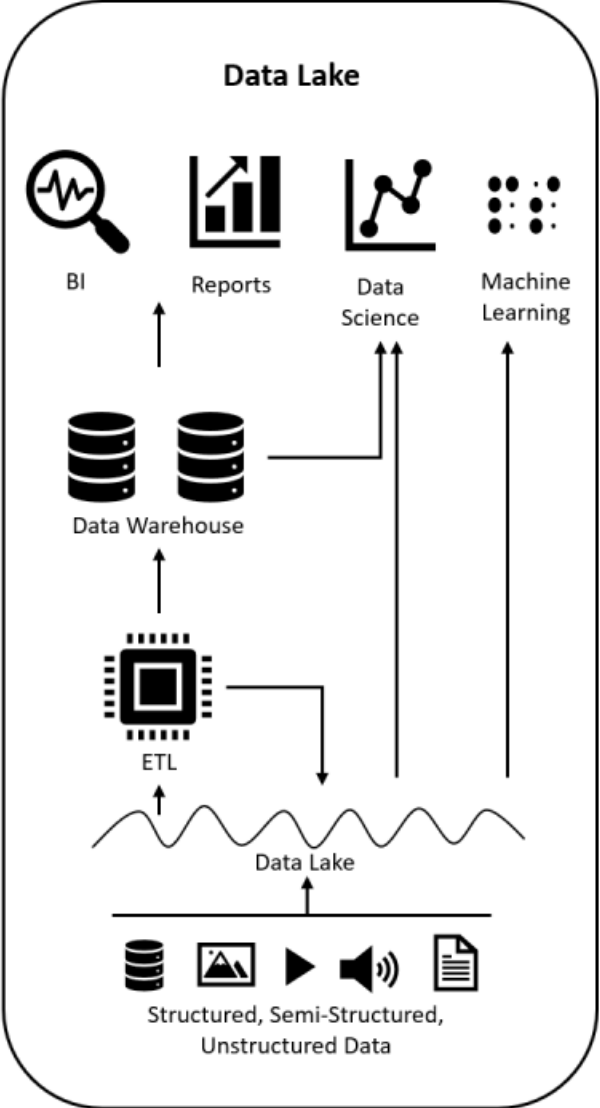 Data Lake
BI
Reports
Data
Science
Machine
Learning
Data Warehouse
ETL
Data Lake
Structured, Semi-Structured,
Unstructured Data